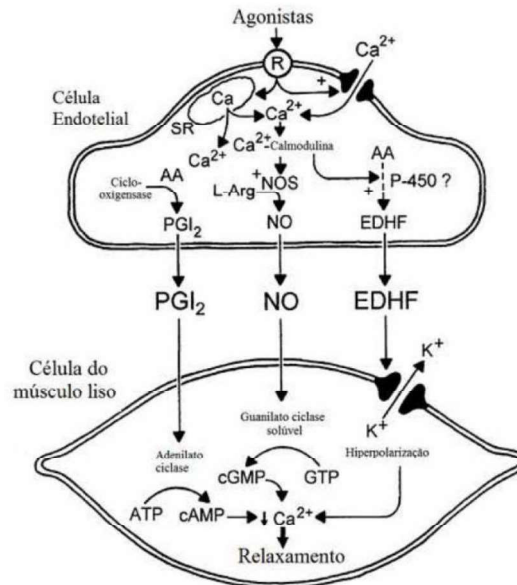 Agonistas
Ca²⁺
R
+
Célula
Endotelial
Ca
SR
Ca²⁺
Ca²⁺
Ca²⁺-Calmodulina
Ciclo-
oxigensase
AA
L-Arg
+
NOS
AA
+
P-450 ?
PGI₂
NO
EDHF
PGI₂
NO
EDHF
Célula do
músculo liso
K⁺
K⁺
Guanilato ciclase
solúvel
Adenilato
ciclase
Hiperpolarização
cGMP
GTP
ATP
cAMP
↓ Ca²⁺
Relaxamento